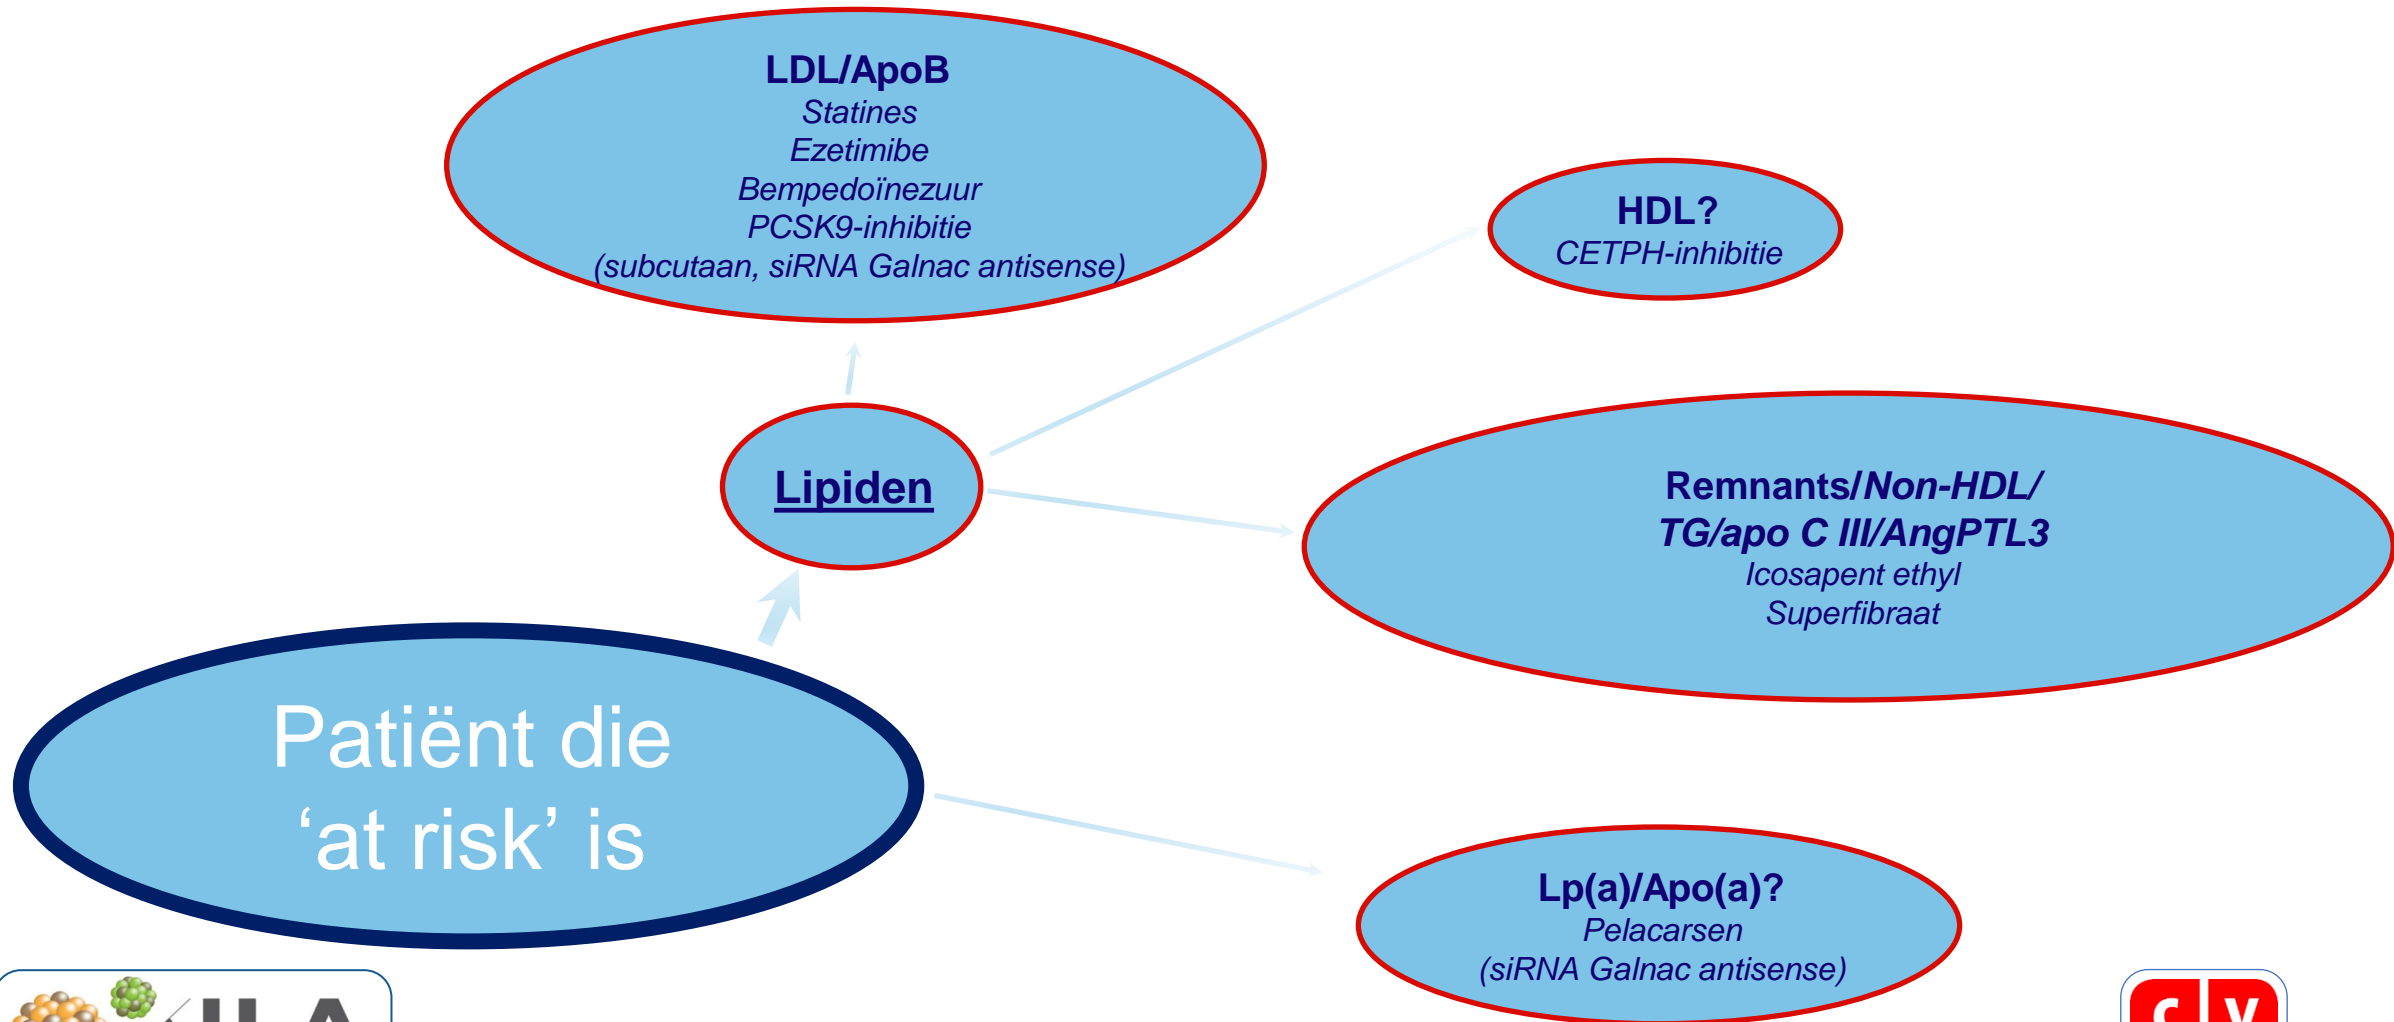 LDL/ApoB
Statines
Ezetimibe
Bempedoïnezuur
PCSK9-inhibitie
(subcutaan, siRNA Galnac antisense)
HDL?
CETPH-inhibitie
Lipiden
Remnants/Non-HDL/
TG/apo C III/AngPTL3
Icosapent ethyl
Superfibraat
Patiënt die
‘at risk’ is
Lp(a)/Apo(a)?
Pelacarsen
(siRNA Galnac antisense)
c v